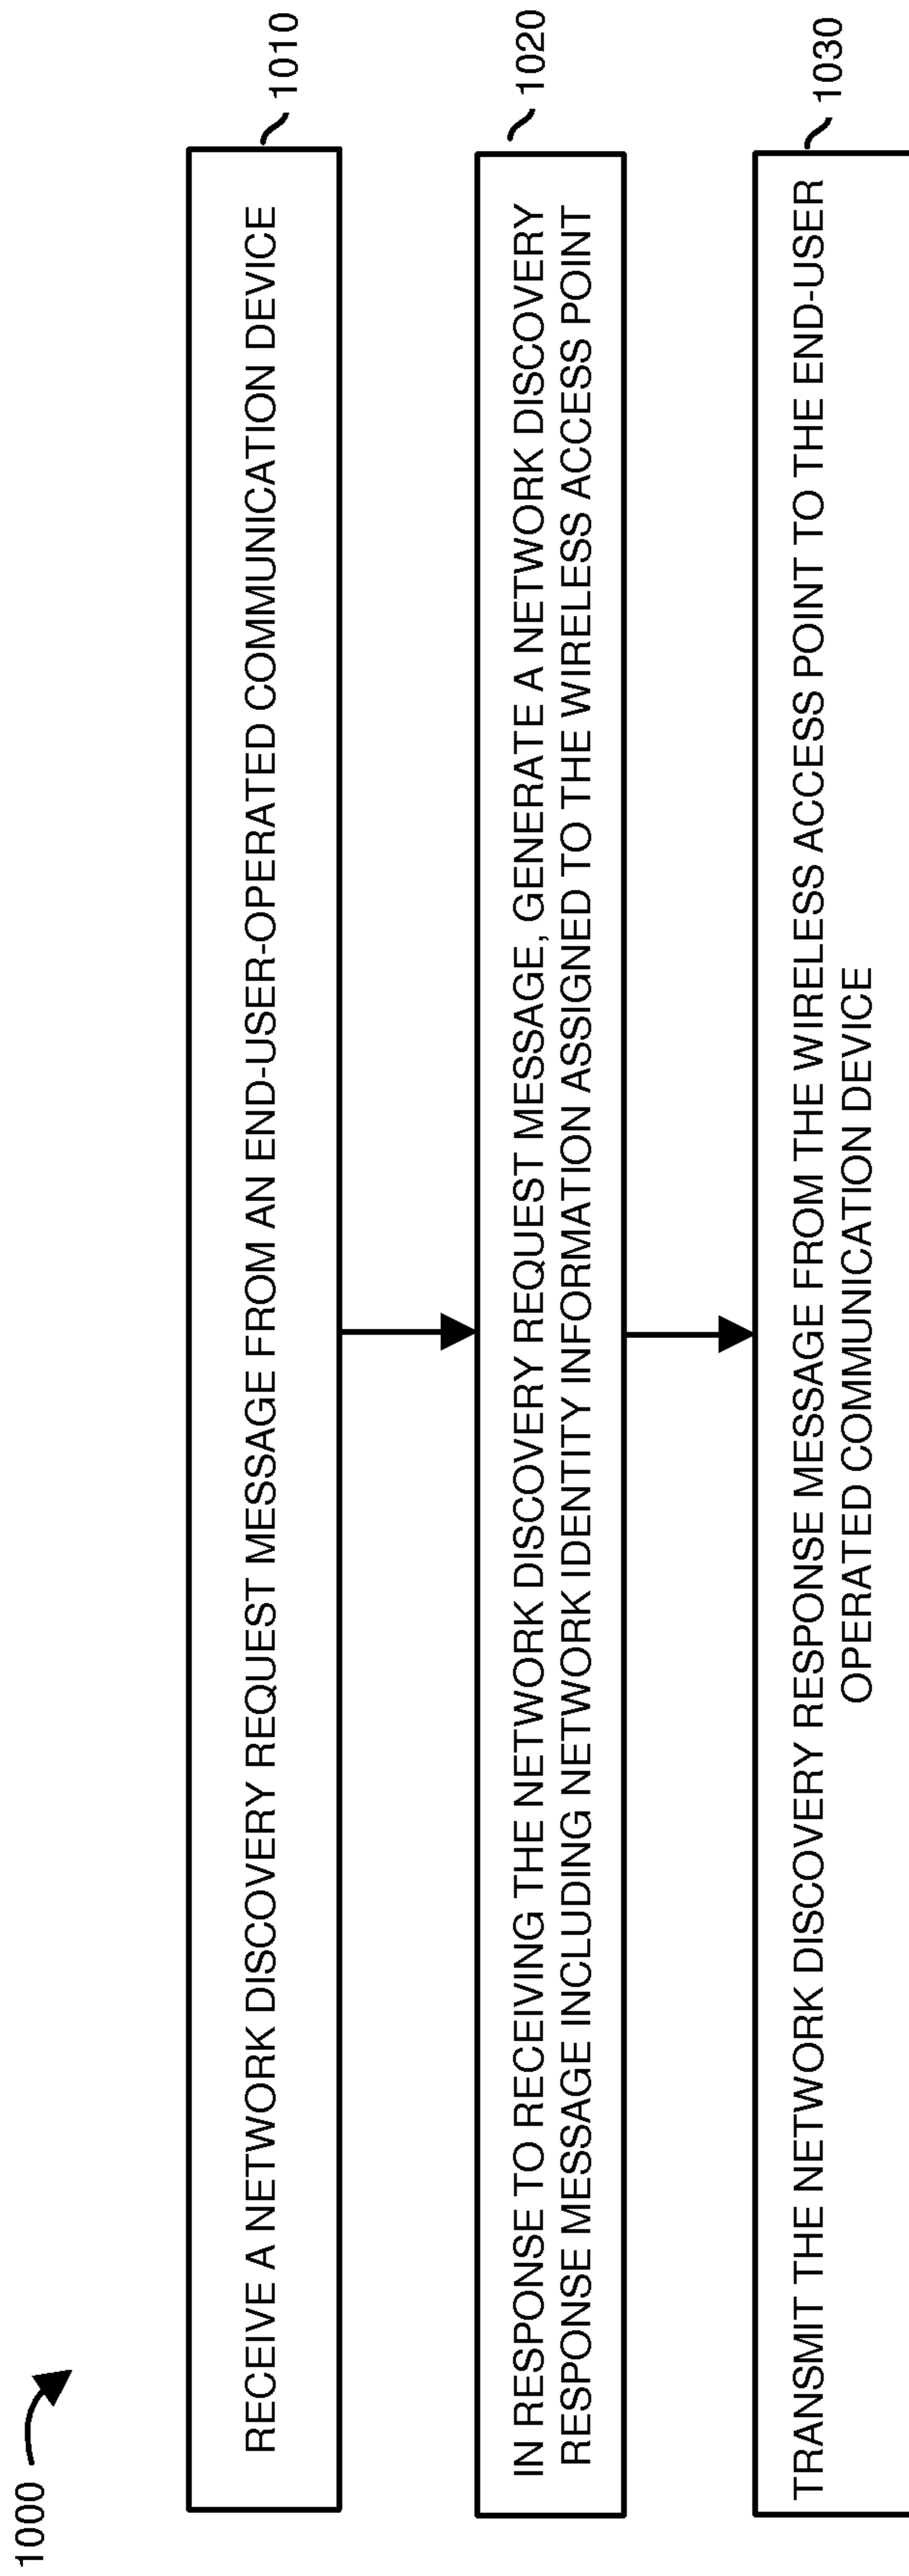 1000
RECEIVE A NETWORK DISCOVERY REQUEST MESSAGE FROM AN END-USER-OPERATED COMMUNICATION DEVICE
1010
IN RESPONSE TO RECEIVING THE NETWORK DISCOVERY REQUEST MESSAGE, GENERATE A NETWORK DISCOVERY
RESPONSE MESSAGE INCLUDING NETWORK IDENTITY INFORMATION ASSIGNED TO THE WIRELESS ACCESS POINT
1020
TRANSMIT THE NETWORK DISCOVERY RESPONSE MESSAGE FROM THE WIRELESS ACCESS POINT TO THE END-USER
OPERATED COMMUNICATION DEVICE
1030